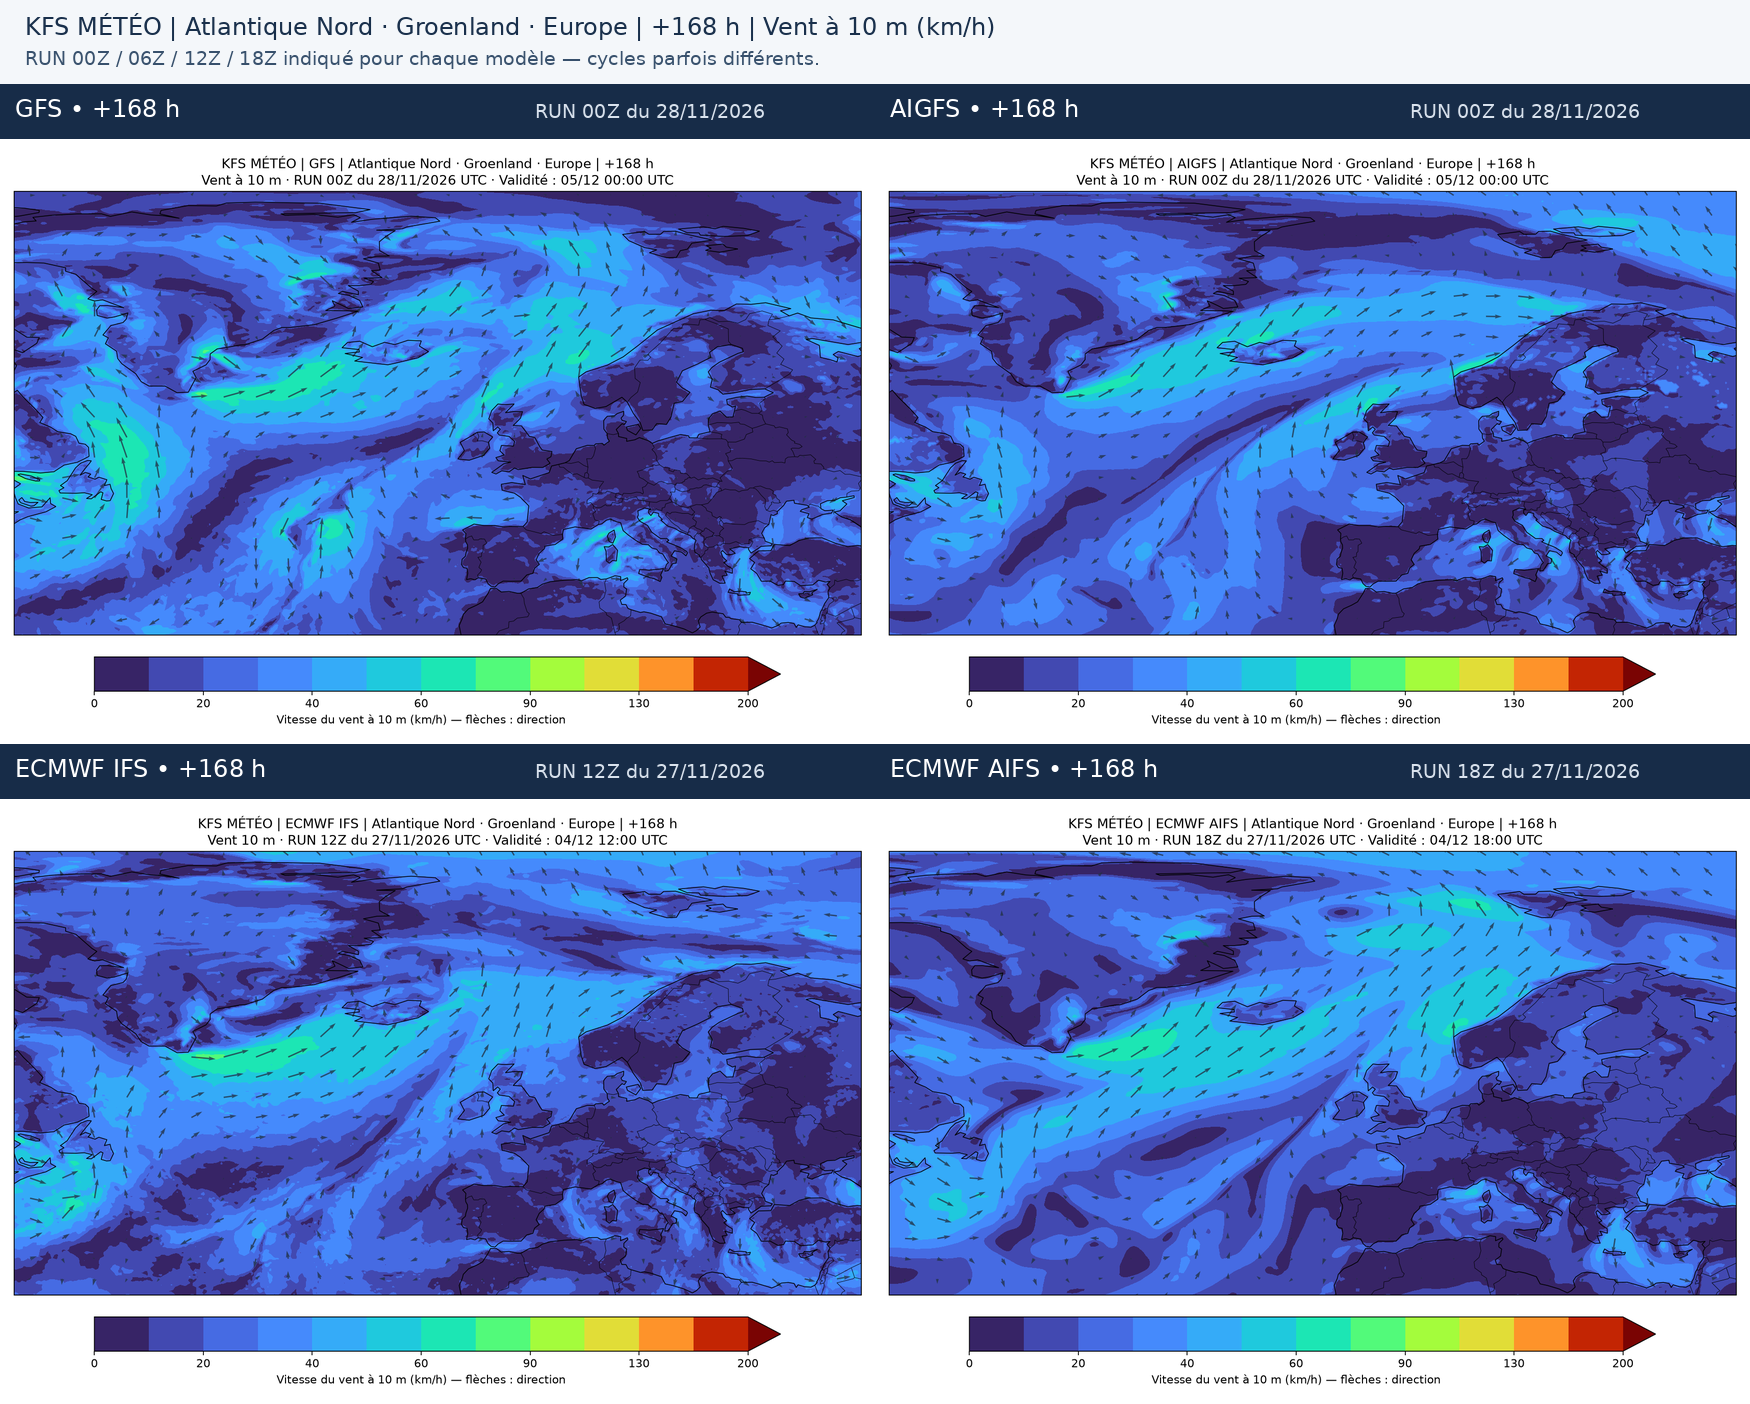 KFS MÉTÉO | Atlantique Nord · Groenland · Europe | +168 h | Vent à 10 m (km/h)
RUN 00Z / 06Z / 12Z / 18Z indiqué pour chaque modèle — cycles parfois différents.
GFS • +168 h
RUN 00Z du 28/11/2026
AIGFS • +168 h
RUN 00Z du 28/11/2026
KFS MÉTÉO | GFS | Atlantique Nord · Groenland · Europe | +168 h
Vent à 10 m · RUN 00Z du 28/11/2026 UTC · Validité : 05/12 00:00 UTC
KFS MÉTÉO | AIGFS | Atlantique Nord · Groenland · Europe | +168 h
Vent à 10 m · RUN 00Z du 28/11/2026 UTC · Validité : 05/12 00:00 UTC
0 20 40 60 90 130 200
Vitesse du vent à 10 m (km/h) — flèches : direction
0 20 40 60 90 130 200
Vitesse du vent à 10 m (km/h) — flèches : direction
ECMWF IFS • +168 h
RUN 12Z du 27/11/2026
ECMWF AIFS • +168 h
RUN 18Z du 27/11/2026
KFS MÉTÉO | ECMWF IFS | Atlantique Nord · Groenland · Europe | +168 h
Vent 10 m · RUN 12Z du 27/11/2026 UTC · Validité : 04/12 12:00 UTC
KFS MÉTÉO | ECMWF AIFS | Atlantique Nord · Groenland · Europe | +168 h
Vent 10 m · RUN 18Z du 27/11/2026 UTC · Validité : 04/12 18:00 UTC
0 20 40 60 90 130 200
Vitesse du vent à 10 m (km/h) — flèches : direction
0 20 40 60 90 130 200
Vitesse du vent à 10 m (km/h) — flèches : direction